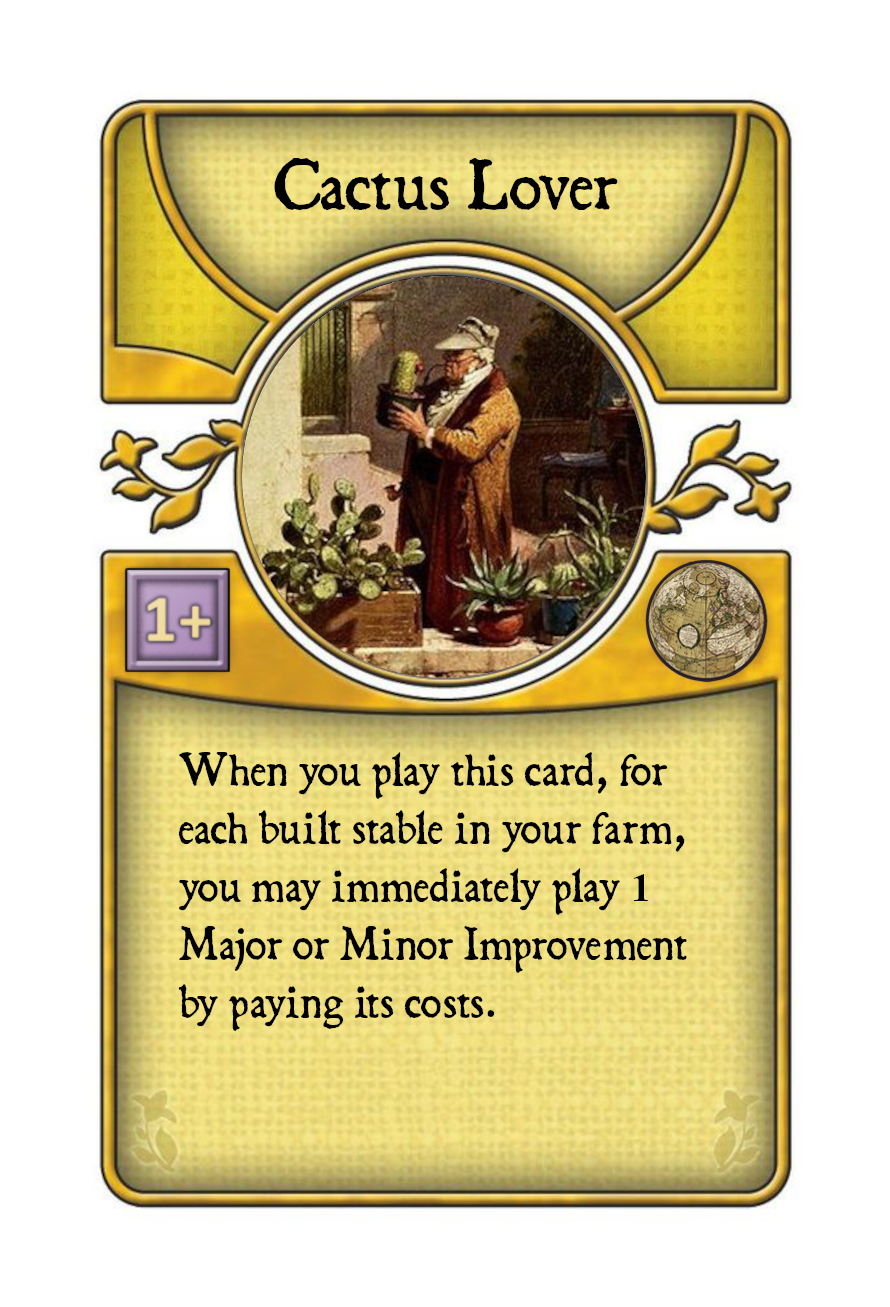 Cactus Lover
1+
When you play this card, for
each built stable in your farm,
you may immediately play 1
Major or Minor Improvement
by paying its costs.